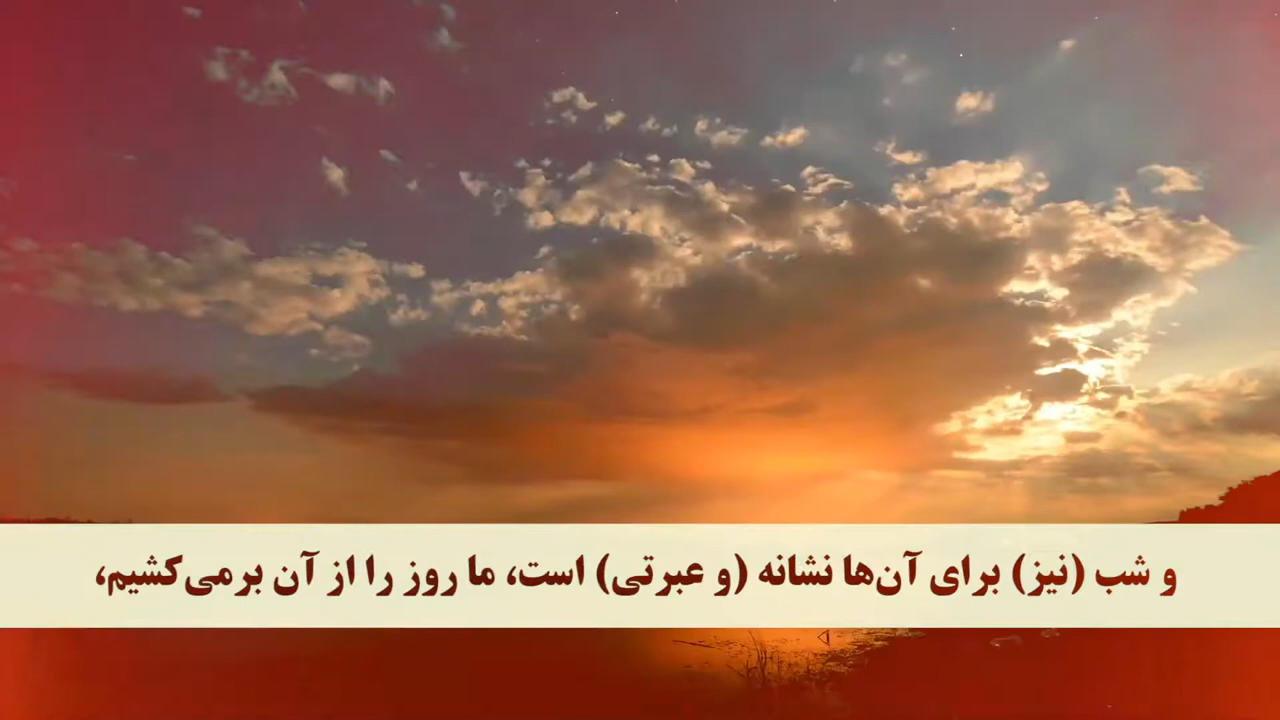 و شب (نیز) برای آن‌ها نشانه (و عبرتی) است، ما روز را از آن برمی‌کشیم،